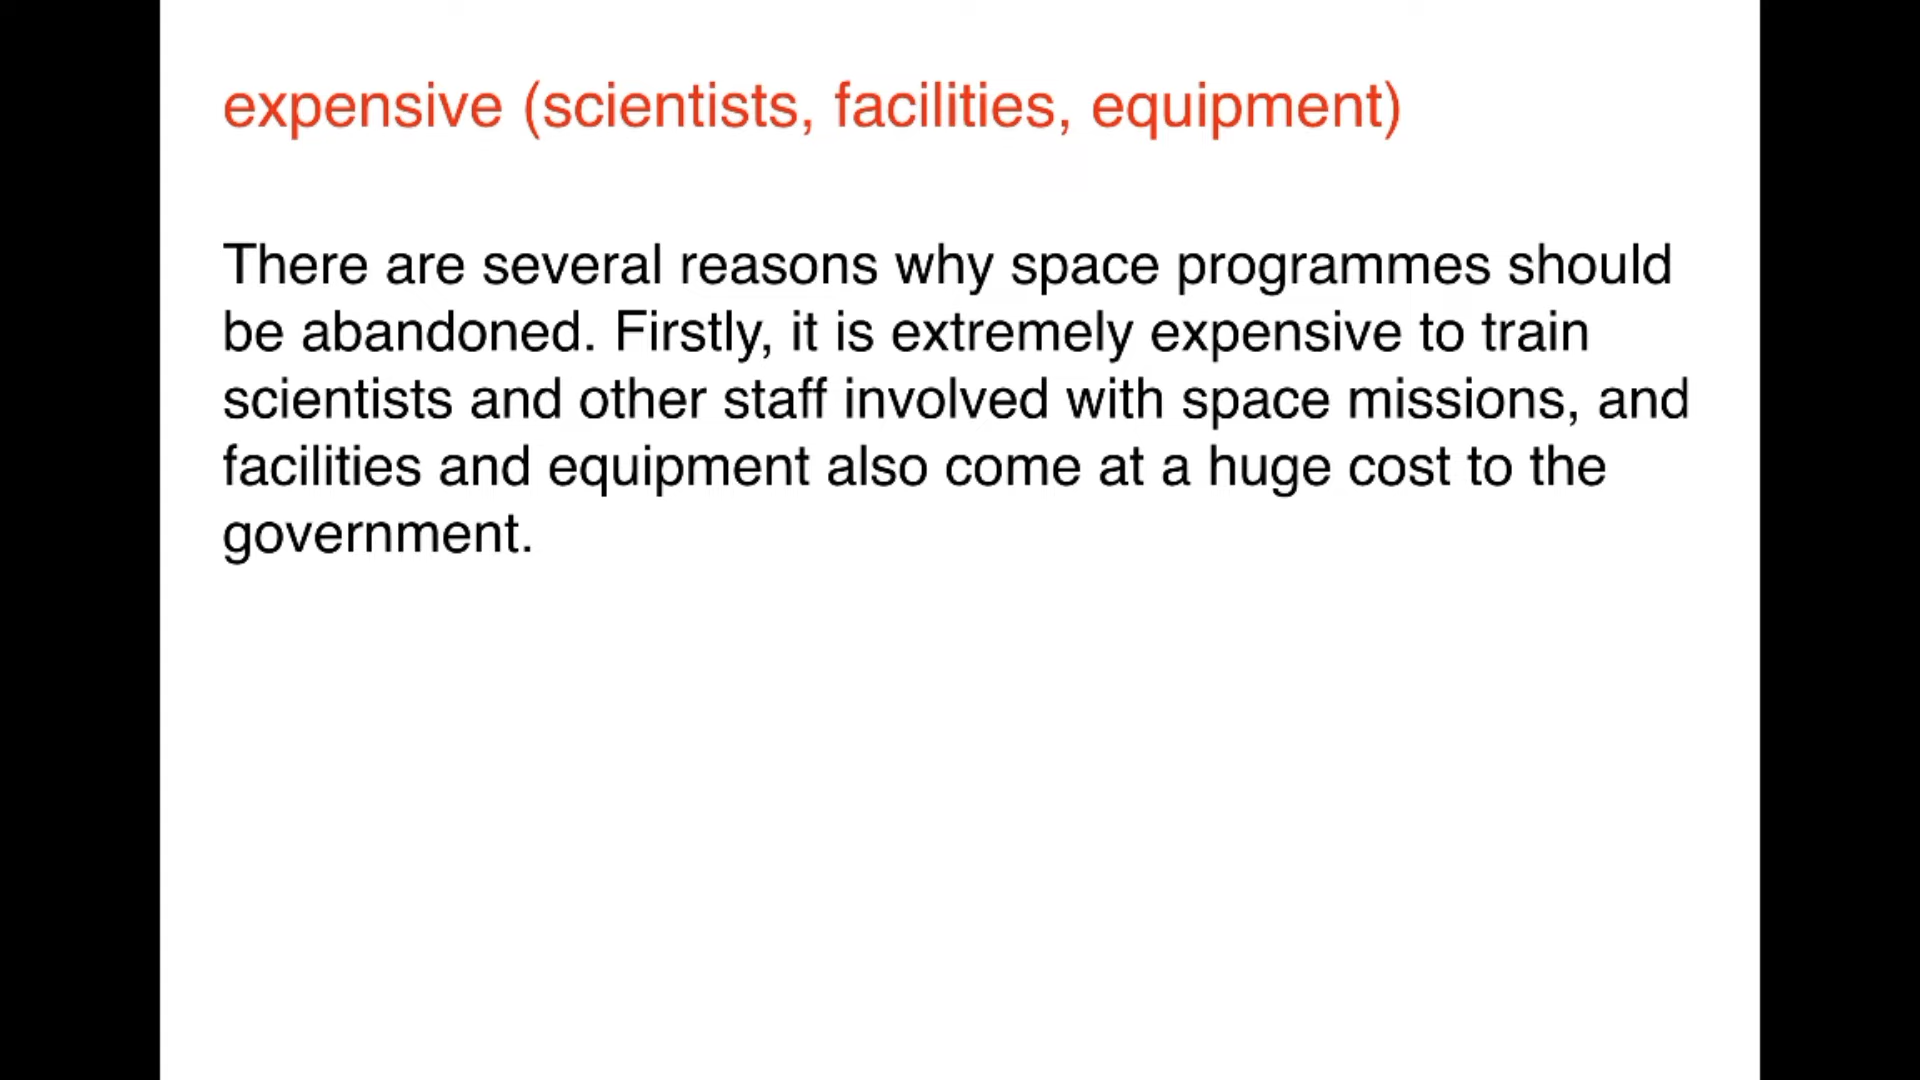 expensive (scientists, facilities, equipment)
There are several reasons why space programmes should
be abandoned. Firstly, it is extremely expensive to train
scientists and other staff involved with space missions, and
facilities and equipment also come at a huge cost to the
government.